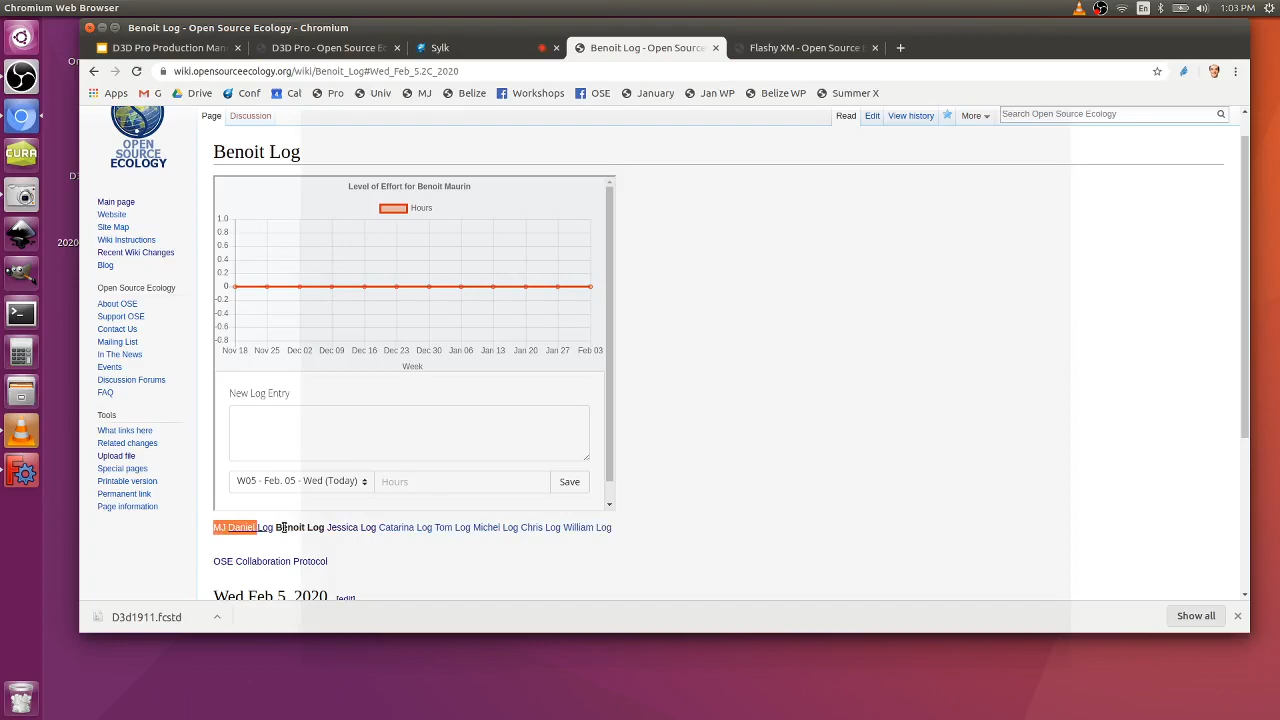 Chromium Web Browser En 1:03 PM
Benoit Log - Open Source Ecology - Chromium
D3D Pro Production Man × D3D Pro - Open Source Ec × Sylk × Benoit Log - Open Source × Flashy XM - Open Source E ×
wiki.opensourceecology.org/wiki/Benoit_Log#Wed_Feb_5.2C_2020
Apps G Drive Conf Cal Pro Univ MJ Belize Workshops OSE January Jan WP Belize WP Summer X
OPEN
SOURCE
ECOLOGY
Page Discussion Read Edit View history More Search Open Source Ecology
Benoit Log
Level of Effort for Benoit Maurin
Hours
1.0
0.8
0.6
0.4
0.2
0
-0.2
-0.4
-0.6
-0.8
Nov 18 Nov 25 Dec 02 Dec 09 Dec 16 Dec 23 Dec 30 Jan 06 Jan 13 Jan 20 Jan 27 Feb 03
Week
New Log Entry
W05 - Feb. 05 - Wed (Today) Hours Save
MJ Daniel Log Benoit Log Jessica Log Catarina Log Tom Log Michel Log Chris Log William Log
OSE Collaboration Protocol
Wed Feb 5, 2020 [edit]
Main page
Website
Site Map
Wiki Instructions
Recent Wiki Changes
Blog
Open Source Ecology
About OSE
Support OSE
Contact Us
Mailing List
In The News
Events
Discussion Forums
FAQ
Tools
What links here
Related changes
Upload file
Special pages
Printable version
Permanent link
Page information
D3d1911.fcstd Show all
CURA
Or
D3
2020